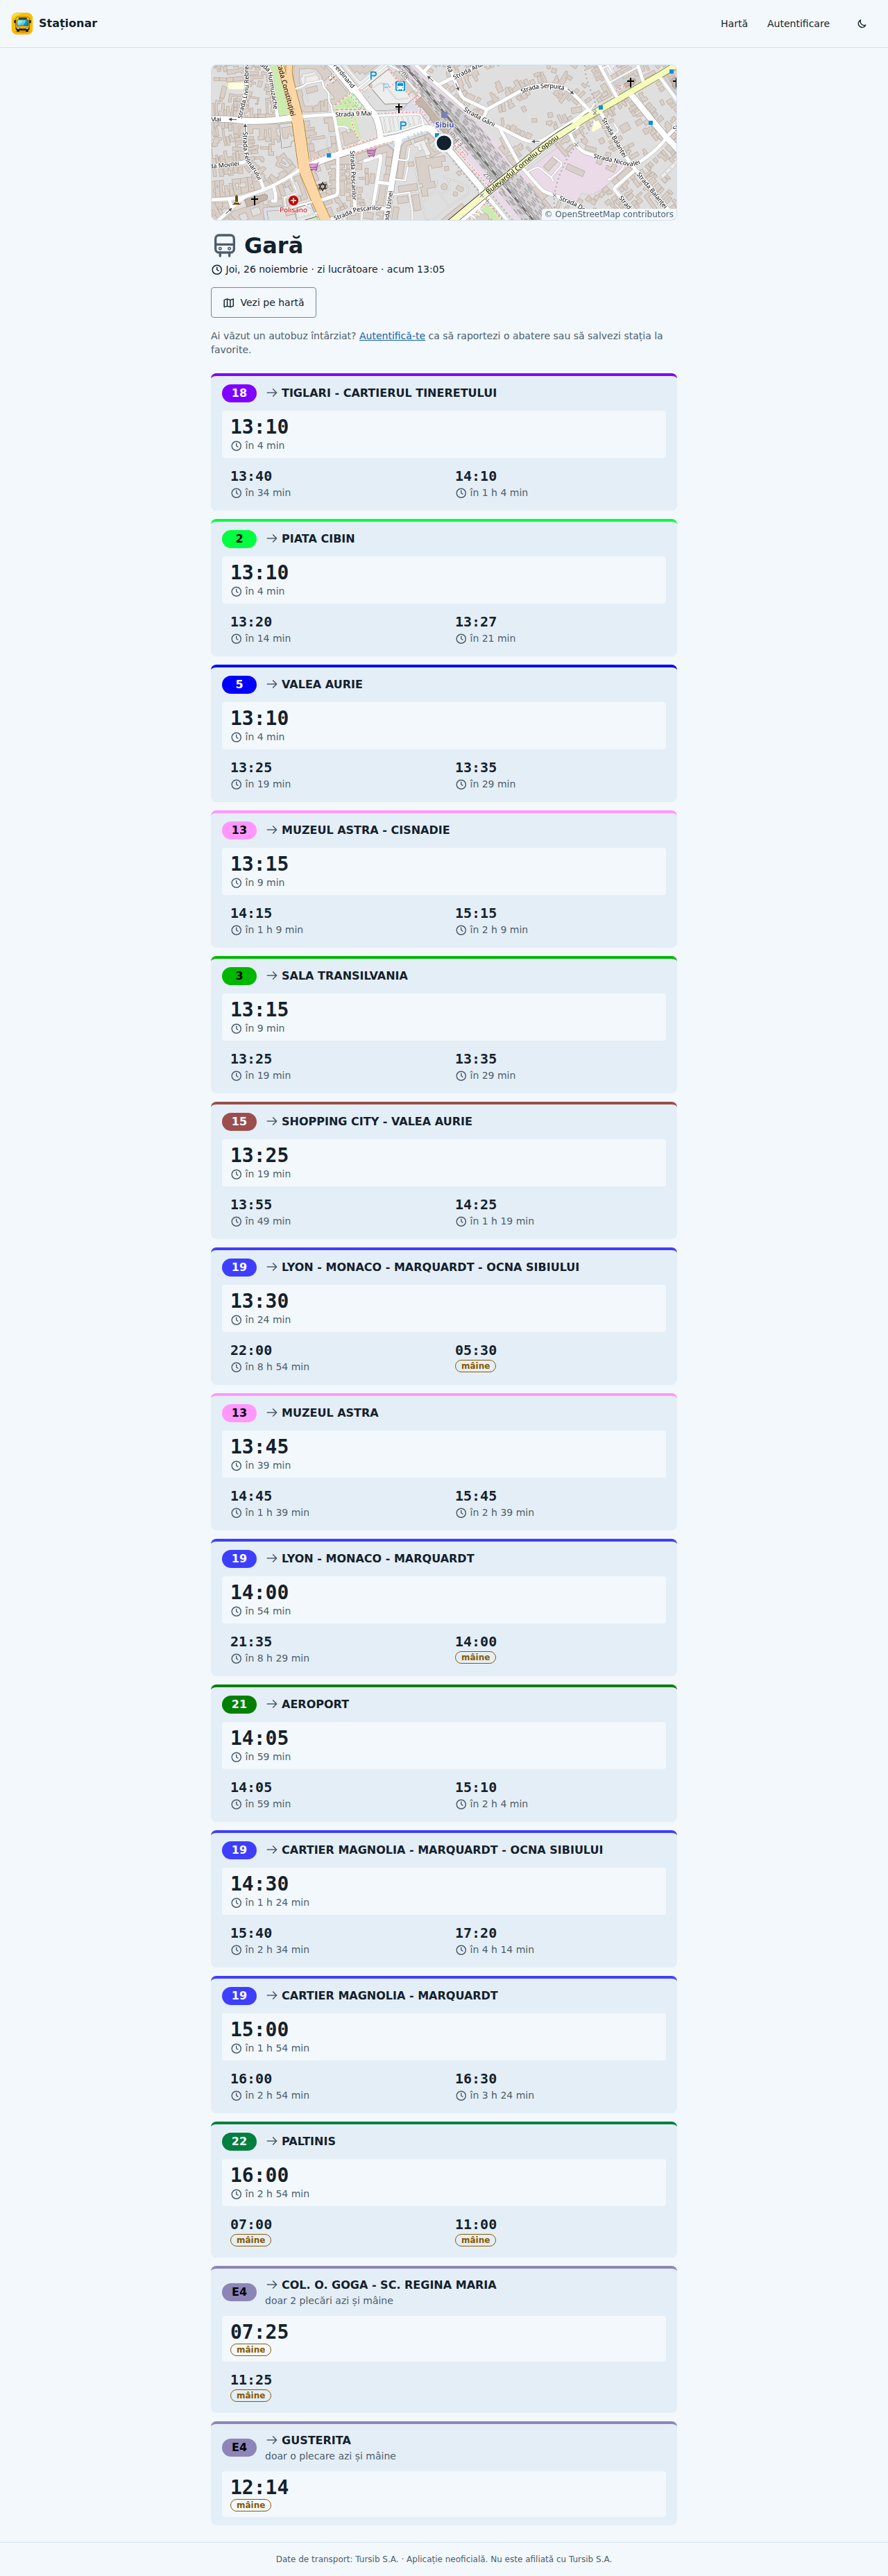 Staționar
Hartă
Autentificare
Strada 9 Mai
Sibiu
Strada Gării
Strada Serpuită
Strada Nicovalei
Bulevardul Corneliu Coposu
Strada Pescarilor
Polisano
© OpenStreetMap contributors
Gară
Joi, 26 noiembrie · zi lucrătoare · acum 13:05
Vezi pe hartă
Ai văzut un autobuz întârziat? Autentifică-te ca să raportezi o abatere sau să salvezi stația la
favorite.
18 → TIGLARI - CARTIERUL TINERETULUI
13:10
în 4 min
13:40 14:10
în 34 min în 1 h 4 min
2 → PIATA CIBIN
13:10
în 4 min
13:20 13:27
în 14 min în 21 min
5 → VALEA AURIE
13:10
în 4 min
13:25 13:35
în 19 min în 29 min
13 → MUZEUL ASTRA - CISNADIE
13:15
în 9 min
14:15 15:15
în 1 h 9 min în 2 h 9 min
3 → SALA TRANSILVANIA
13:15
în 9 min
13:25 13:35
în 19 min în 29 min
15 → SHOPPING CITY - VALEA AURIE
13:25
în 19 min
13:55 14:25
în 49 min în 1 h 19 min
19 → LYON - MONACO - MARQUARDT - OCNA SIBIULUI
13:30
în 24 min
22:00 05:30
în 8 h 54 min mâine
13 → MUZEUL ASTRA
13:45
în 39 min
14:45 15:45
în 1 h 39 min în 2 h 39 min
19 → LYON - MONACO - MARQUARDT
14:00
în 54 min
21:35 14:00
în 8 h 29 min mâine
21 → AEROPORT
14:05
în 59 min
14:05 15:10
în 59 min în 2 h 4 min
19 → CARTIER MAGNOLIA - MARQUARDT - OCNA SIBIULUI
14:30
în 1 h 24 min
15:40 17:20
în 2 h 34 min în 4 h 14 min
19 → CARTIER MAGNOLIA - MARQUARDT
15:00
în 1 h 54 min
16:00 16:30
în 2 h 54 min în 3 h 24 min
22 → PALTINIS
16:00
în 2 h 54 min
07:00 11:00
mâine mâine
E4 → COL. O. GOGA - SC. REGINA MARIA
doar 2 plecări azi și mâine
07:25
mâine
11:25
mâine
E4 → GUSTERITA
doar o plecare azi și mâine
12:14
mâine
Date de transport: Tursib S.A. · Aplicație neoficială. Nu este afiliată cu Tursib S.A.